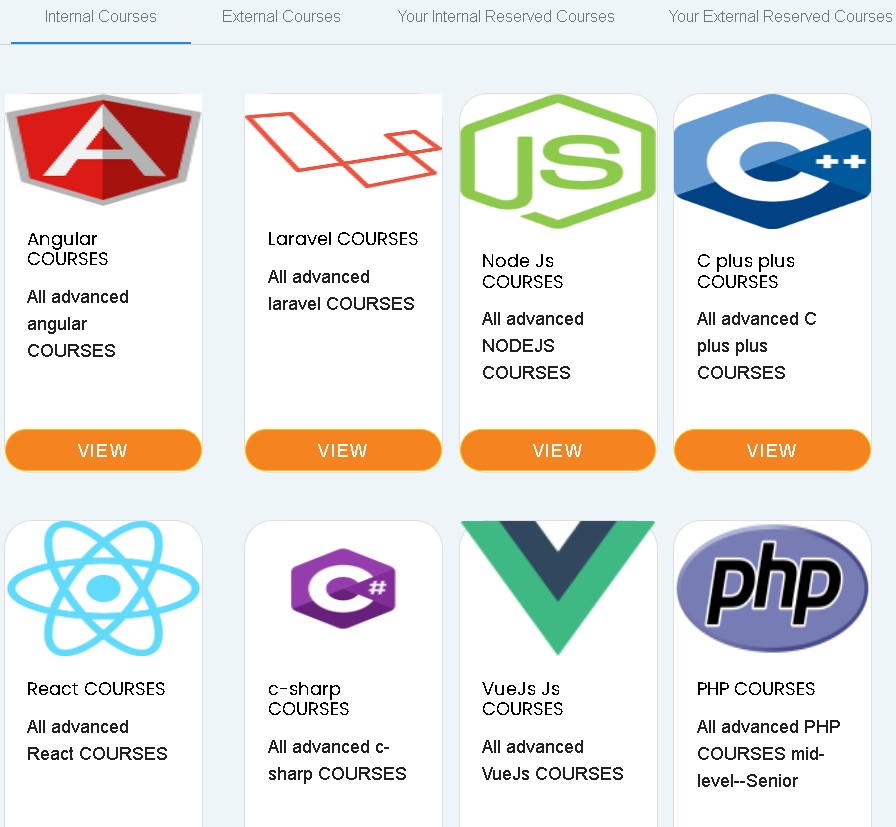 Internal Courses
External Courses
Your Internal Reserved Courses
Your External Reserved Courses
A
JS
C++
Angular
COURSES
All advanced
angular
COURSES
VIEW
Laravel COURSES
All advanced
laravel COURSES
VIEW
Node Js
COURSES
All advanced
NODEJS
COURSES
VIEW
C plus plus
COURSES
All advanced C
plus plus
COURSES
VIEW
C#
php
React COURSES
All advanced
React COURSES
c-sharp
COURSES
All advanced c-
sharp COURSES
VueJs Js
COURSES
All advanced
VueJs COURSES
PHP COURSES
All advanced PHP
COURSES mid-
level--Senior